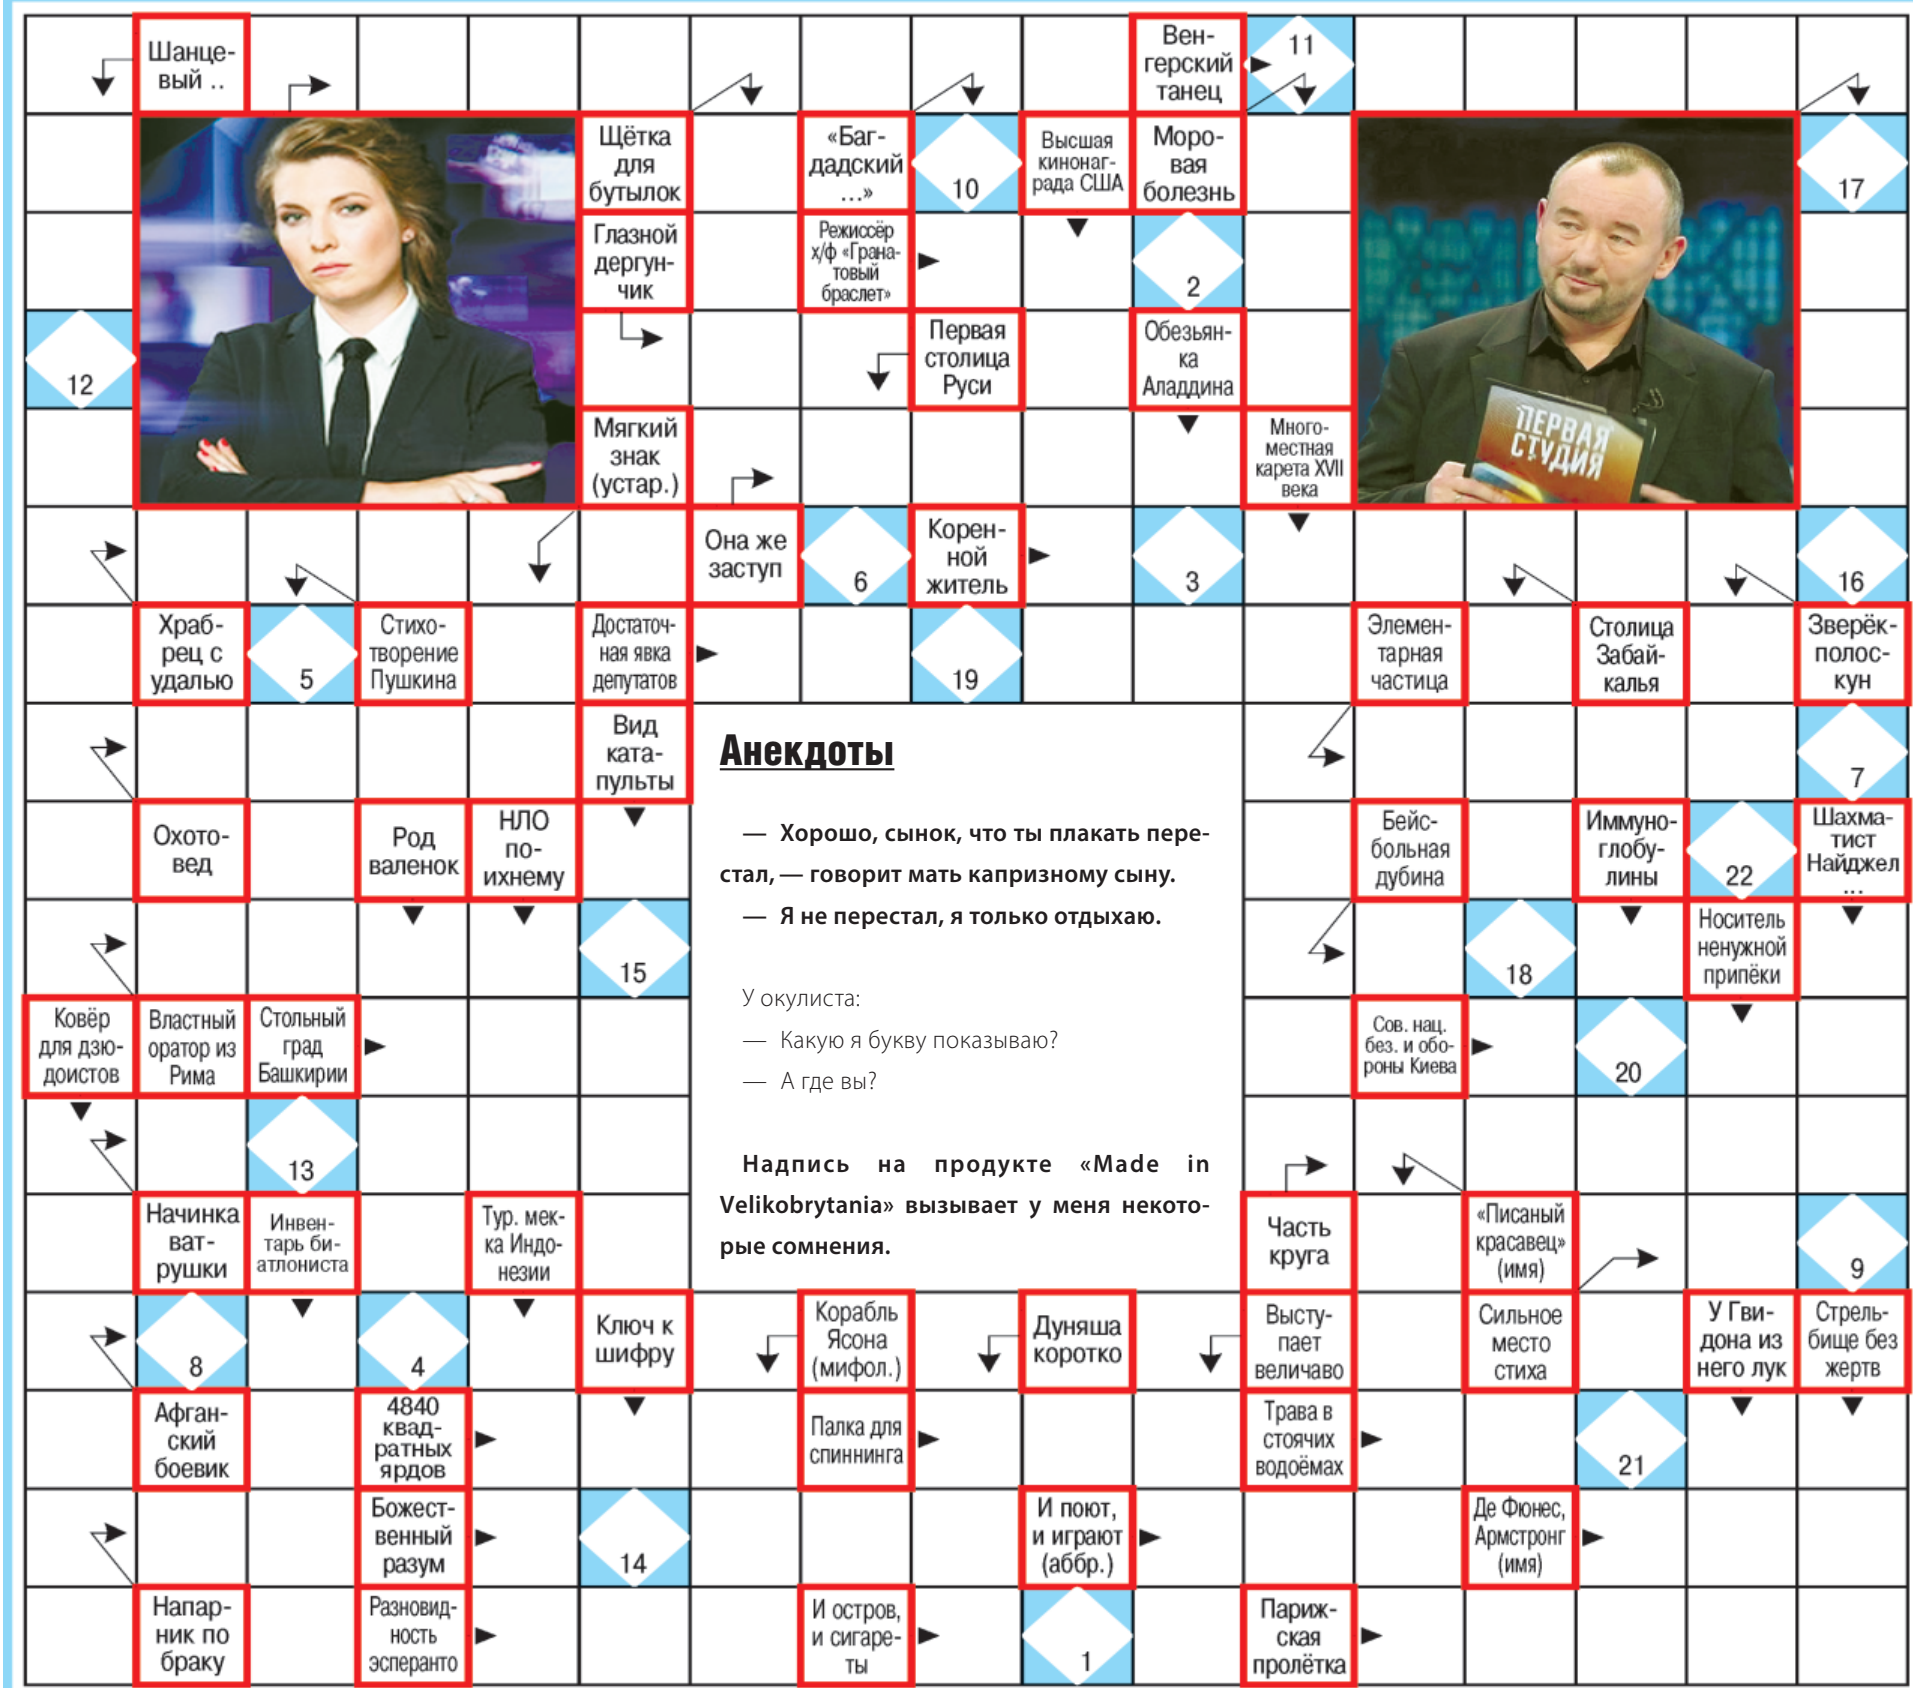 Шанце-
вый ..
Вен-
герский
танец
11
Щётка
для
бутылок
«Баг-
дадский
...»
10
Высшая
кинонаг-
рада США
Моро-
вая
болезнь
17
Глазной
дергун-
чик
Режиссёр
х/ф «Грана-
товый
браслет»
2
12
Первая
столица
Руси
Обезьян-
ка
Аладдина
ПЕРВАЯ
СТУДИЯ
Мягкий
знак
(устар.)
Много-
местная
карета XVII
века
Она же
заступ
6
Корен-
ной
житель
3
16
Храб-
рец с
удалью
5
Стихо-
творение
Пушкина
Достаточ-
ная явка
депутатов
19
Элемен-
тарная
частица
Столица
Забай-
калья
Зверёк-
полос-
кун
Вид
ката-
пульты
7
Охото-
вед
Род
валенок
НЛО
по-
ихнему
Бейс-
больная
дубина
Иммуно-
глобу-
лины
22
Шахма-
тист
Найджел
...
15
18
Носитель
ненужной
припёки
Ковёр
для дзю-
доистов
Властный
оратор из
Рима
Стольный
град
Башкирии
Сов. нац.
без. и обо-
роны Киева
20
13
Анекдоты
— Хорошо, сынок, что ты плакать пере-
стал, — говорит мать капризному сыну.
— Я не перестал, я только отдыхаю.
У окулиста:
— Какую я букву показываю?
— А где вы?
Надпись на продукте «Made in
Velikobrytania» вызывает у меня некото-
рые сомнения.
Начинка
ват-
рушки
Инвен-
тарь би-
атлониста
Тур. мек-
ка Индо-
незии
Часть
круга
«Писаный
красавец»
(имя)
9
8
4
Ключ к
шифру
Корабль
Ясона
(мифол.)
Дуняша
коротко
Высту-
пает
величаво
Сильное
место
стиха
У Гви-
дона из
него лук
Стрель-
бище без
жертв
Афган-
ский
боевик
4840
квад-
ратных
ярдов
Палка для
спиннинга
Трава в
стоячих
водоёмах
21
Божест-
венный
разум
14
И поют,
и играют
(аббр.)
Де Фюнес,
Армстронг
(имя)
Напар-
ник по
браку
Разновид-
ность
эсперанто
И остров,
и сигаре-
ты
1
Париж-
ская
пролётка